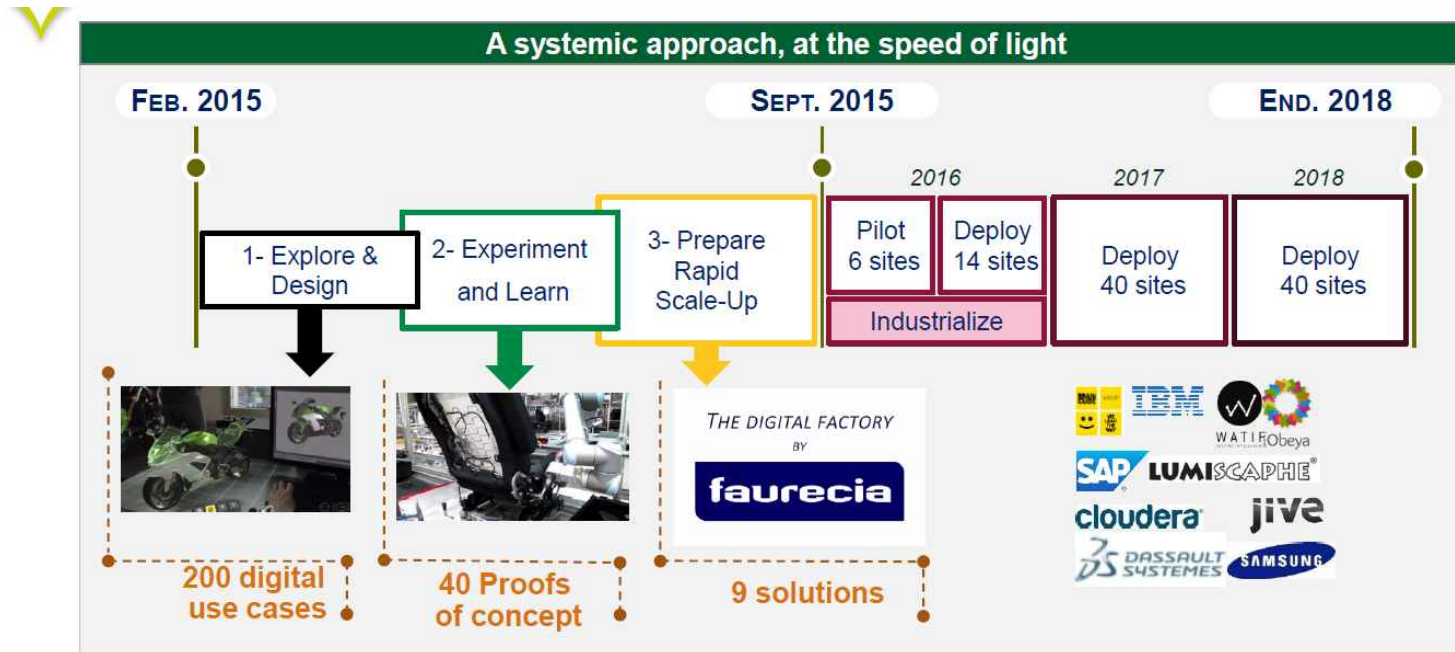 A systemic approach, at the speed of light
FEB. 2015
SEPT. 2015
END. 2018
2016
2017
2018
1- Explore &
Design
2- Experiment
and Learn
3- Prepare
Rapid
Scale-Up
Pilot
6 sites
Deploy
14 sites
Industrialize
Deploy
40 sites
Deploy
40 sites
THE DIGITAL FACTORY
BY
faurecia
IBM
W
WATIF
Obeya
SAP
LUMISCAPHE®
cloudera
jive
DASSAULT
SYSTEMES
SAMSUNG
200 digital
use cases
40 Proofs
of concept
9 solutions